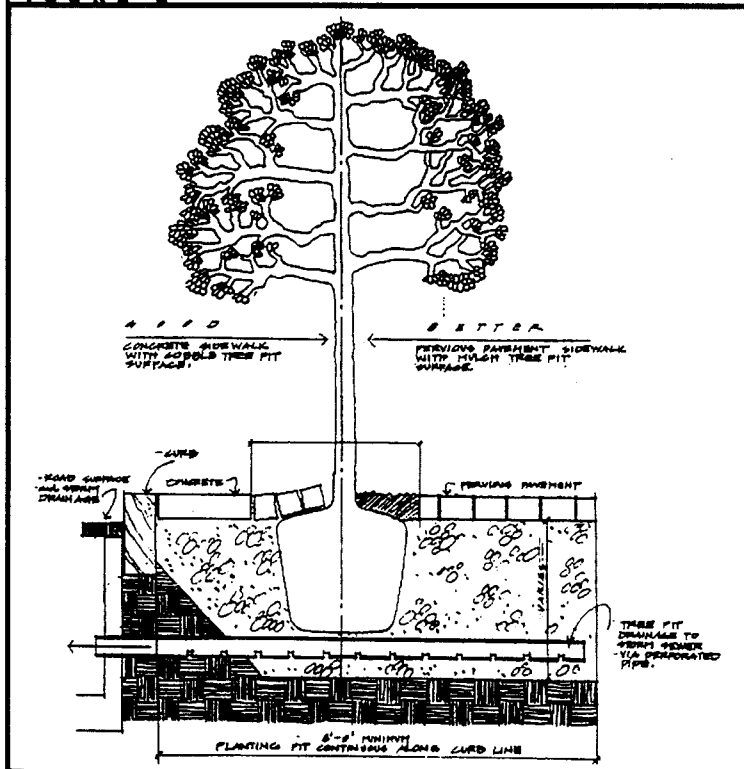 GOOD
CONCRETE SIDEWALK
WITH COBBLE TREE PIT
SURFACE.
BETTER
PERVIOUS PAVEMENT SIDEWALK
WITH MULCH TREE PIT
SURFACE.
CURB
ROAD SURFACE
DRAINAGE
CONCRETE
PERVIOUS PAVEMENT
VARIES
TREE PIT
DRAINAGE TO
STORM SEWER
VIA PERFORATED
PIPE.
MINIMUM
PLANTING PIT CONTINUOUS ALONG CURB LINE